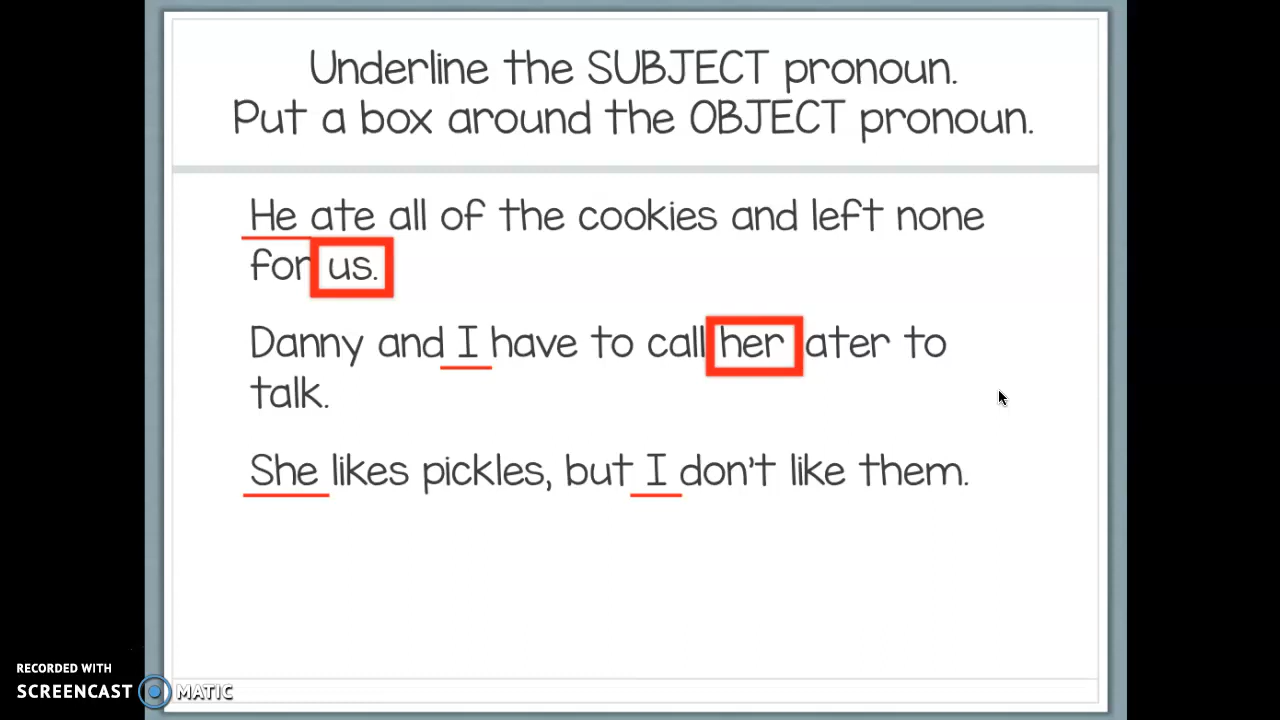 Underline the SUBJECT pronoun.
Put a box around the OBJECT pronoun.
He ate all of the cookies and left none
for us.
Danny and I have to call her ater to
talk.
She likes pickles, but I don't like them.
RECORDED WITH
SCREENCAST MATIC